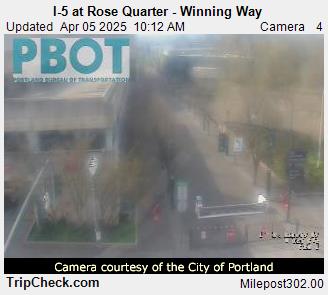 I-5 at Rose Quarter - Winning Way
Updated Apr 05 2025 10:12 AM Camera 4
PBOT
PORTLAND BUREAU OF TRANSPORTATION
Camera courtesy of the City of Portland
TripCheck.com Milepost302.00